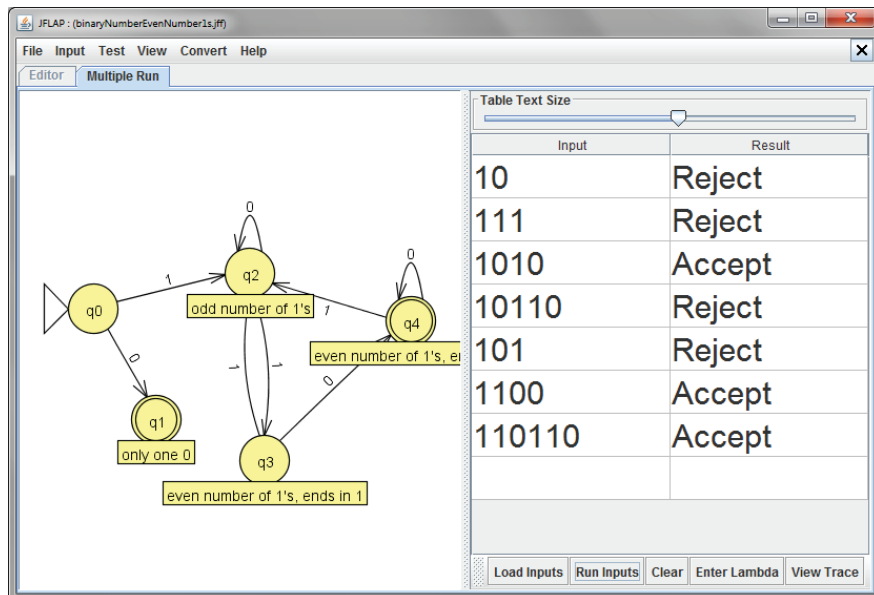 JFLAP : (binaryNumberEvenNumber1s.jff)
File Input Test View Convert Help
Editor Multiple Run
Table Text Size
Input Result
10 Reject
111 Reject
1010 Accept
10110 Reject
101 Reject
1100 Accept
110110 Accept
0
q2
0
1
q0
odd number of 1's
1
q4
even number of 1's, e
0
1
1
0
q1
only one 0
q3
even number of 1's, ends in 1
Load Inputs Run Inputs Clear Enter Lambda View Trace